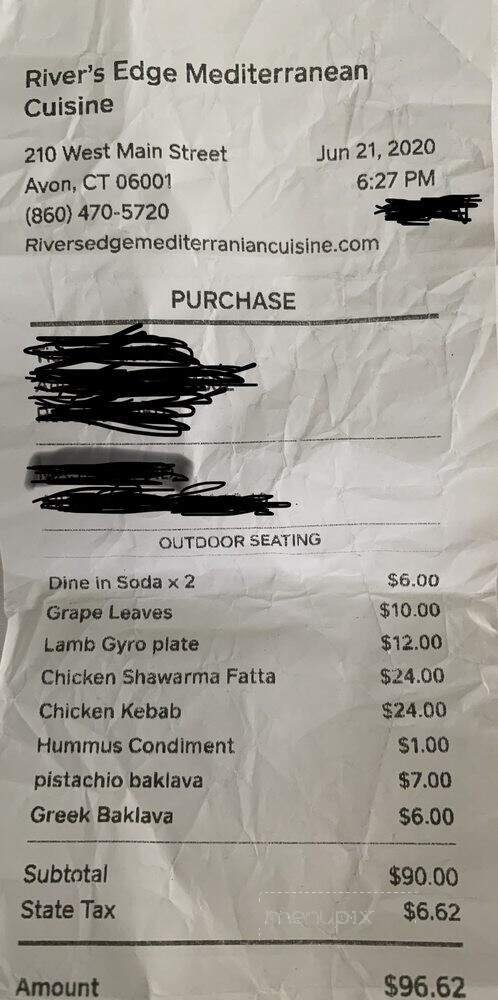 River's Edge Mediterranean
Cuisine
210 West Main Street Jun 21, 2020
Avon, CT 06001 6:27 PM
(860) 470-5720
Riversedgemediterraniancuisine.com
PURCHASE
OUTDOOR SEATING
Dine in Soda x 2 $6.00
Grape Leaves $10.00
Lamb Gyro plate $12.00
Chicken Shawarma Fatta $24.00
Chicken Kebab $24.00
Hummus Condiment $1.00
pistachio baklava $7.00
Greek Baklava $6.00
Subtotal $90.00
State Tax $6.62
menupix
Amount $96.62